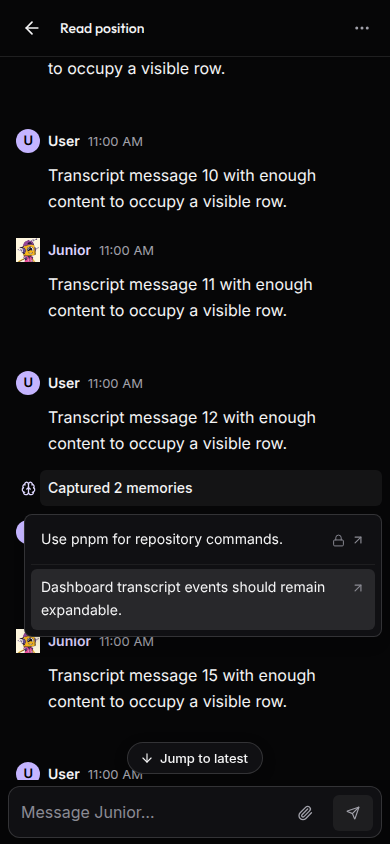 Read position
to occupy a visible row.
U User 11:00 AM
Transcript message 10 with enough
content to occupy a visible row.
Junior 11:00 AM
Transcript message 11 with enough
content to occupy a visible row.
U User 11:00 AM
Transcript message 12 with enough
content to occupy a visible row.
Captured 2 memories
Use pnpm for repository commands.
Dashboard transcript events should remain
expandable.
Junior 11:00 AM
Transcript message 15 with enough
content to occupy a visible row.
Jump to latest
U User 11:00 AM
Message Junior...